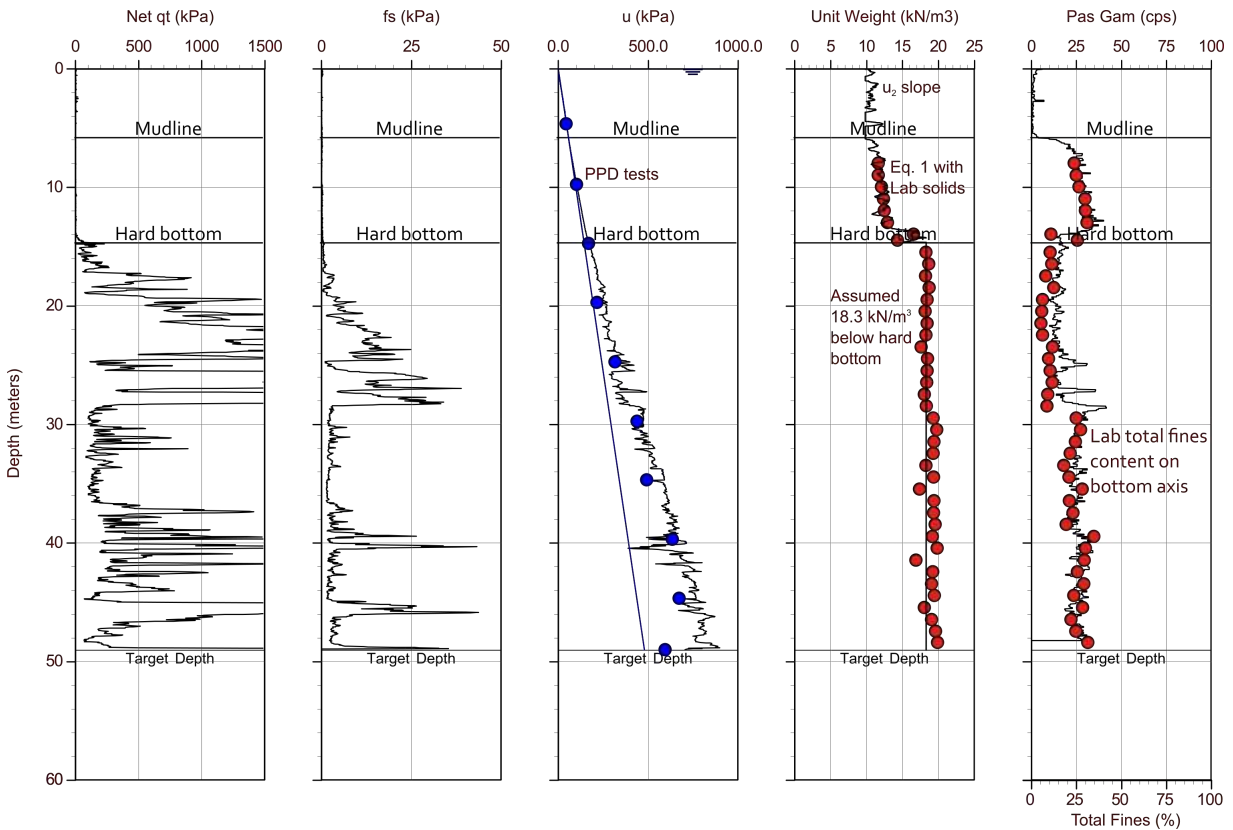 Net qt (kPa) fs (kPa) u (kPa) Unit Weight (kN/m3) Pas Gam (cps)
0 500 1000 1500 0 25 50 0.0 500.0 1000.0 0 5 10 15 20 25 0 25 50 75 100
0
u2 slope
Mudline Mudline Mudline Mudline Mudline
PPD tests
Eq. 1 with
Lab solids
10
Hard bottom Hard bottom Hard bottom Hard bottom Hard bottom
20
Assumed
18.3 kN/m³
below hard
bottom
Depth (meters)
30
Lab total fines
content on
bottom axis
40
Target Depth Target Depth Target Depth Target Depth Target Depth
50
60
0 25 50 75 100
Total Fines (%)